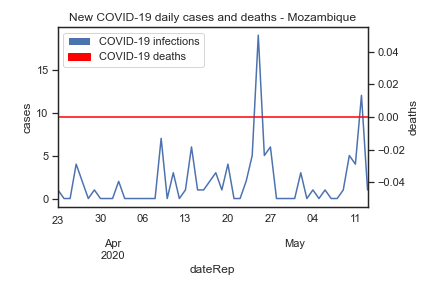 New COVID-19 daily cases and deaths - Mozambique
COVID-19 infections
COVID-19 deaths
cases
15
10
5
0
deaths
0.04
0.02
0.00
−0.02
−0.04
23 30 06 13 20 27 04 11
Apr May
2020
dateRep